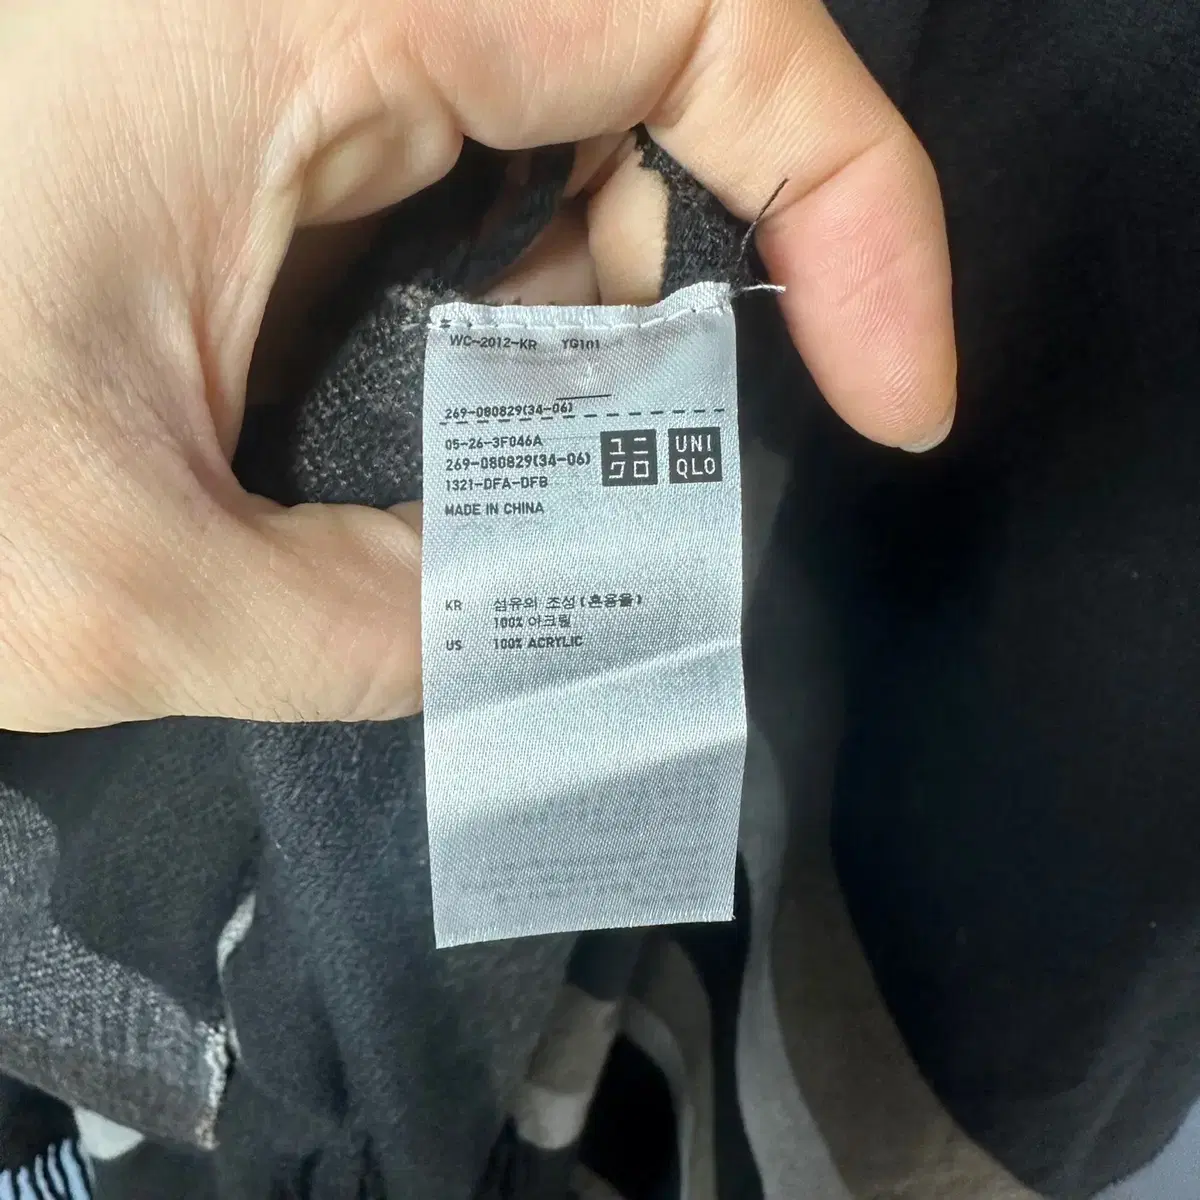 WC-2012-KR YG101
269-080829(34-06)
05-26-3F046A
269-080829(34-06)
1321-DFA-DFB
ユニ
クロ
UNI
QLO
MADE IN CHINA
KR 섬유의 조성(혼용율)
100% 아크릴
US 100% ACRYLIC